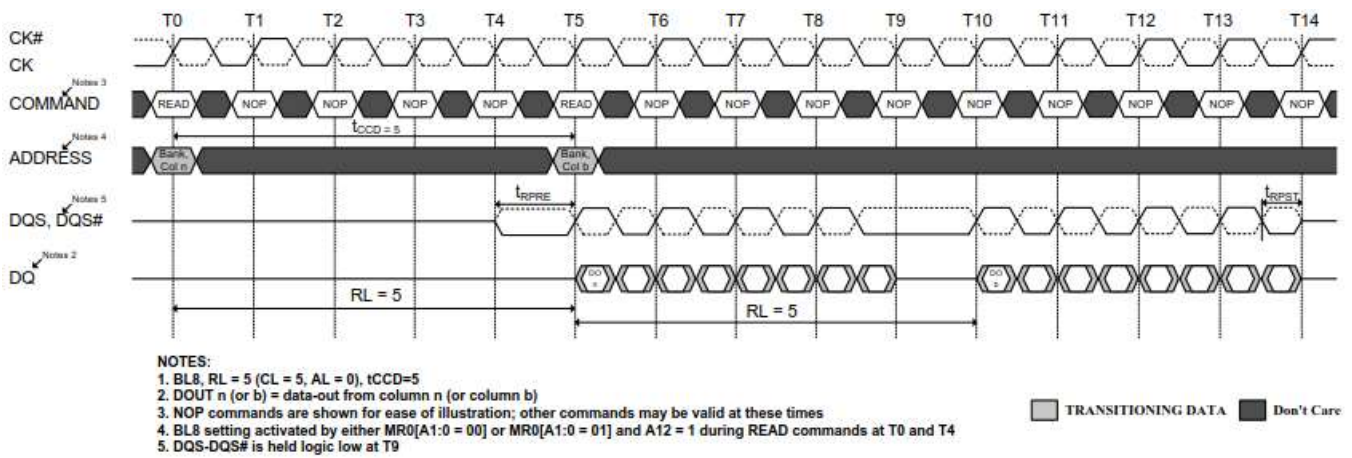 T0 T1 T2 T3 T4 T5 T6 T7 T8 T9 T10 T11 T12 T13 T14
CK#
CK
Notes 3
COMMAND READ NOP NOP NOP NOP READ NOP NOP NOP NOP NOP NOP NOP NOP NOP
tCCD = 5
Notes 4
ADDRESS
Bank, Col n
Bank, Col b
tRPRE
tRPST
Notes 5
DQS, DQS#
Notes 2
DQ
DO n
DO b
RL = 5
RL = 5
NOTES:
1. BL8, RL = 5 (CL = 5, AL = 0), tCCD=5
2. DOUT n (or b) = data-out from column n (or column b)
3. NOP commands are shown for ease of illustration; other commands may be valid at these times
4. BL8 setting activated by either MR0[A1:0 = 00] or MR0[A1:0 = 01] and A12 = 1 during READ commands at T0 and T4
5. DQS-DQS# is held logic low at T9
TRANSITIONING DATA
Don't Care